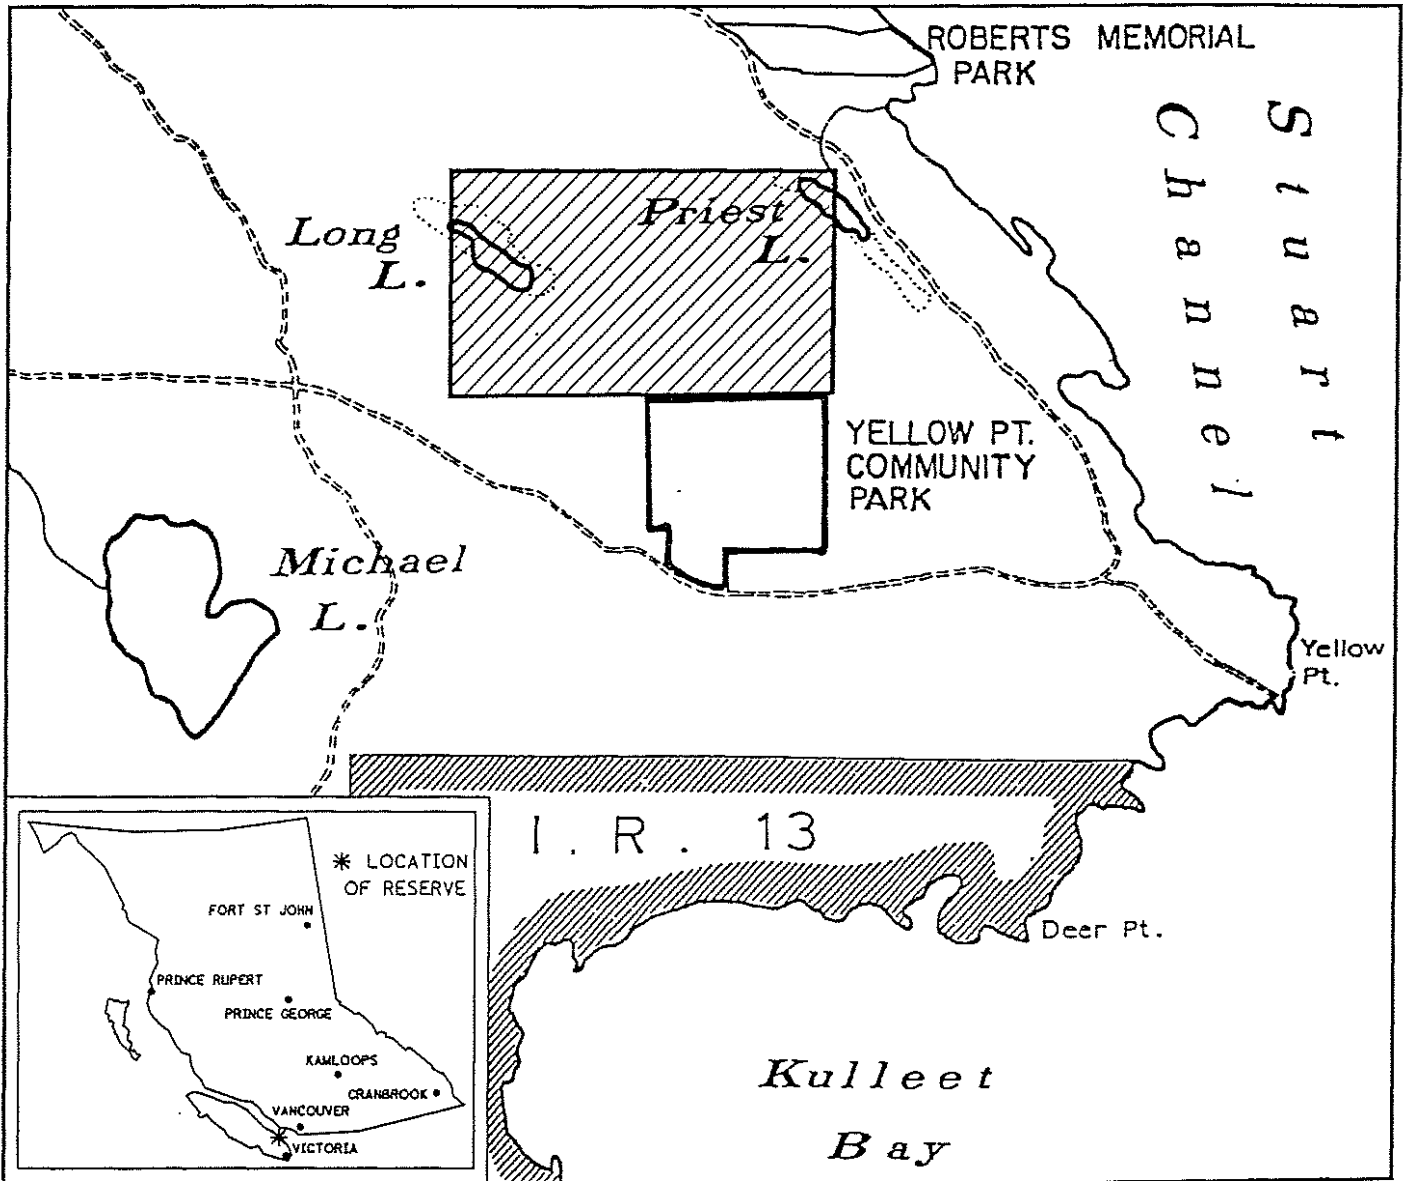 ROBERTS MEMORIAL
PARK
Stuart
Channel
Long
L.
Priest
L.
YELLOW PT.
COMMUNITY
PARK
Michael
L.
Yellow
Pt.
I. R. 13
Deer Pt.
Kulleet
Bay
* LOCATION
OF RESERVE
FORT ST JOHN
PRINCE RUPERT
PRINCE GEORGE
KAMLOOPS
CRANBROOK
VANCOUVER
VICTORIA